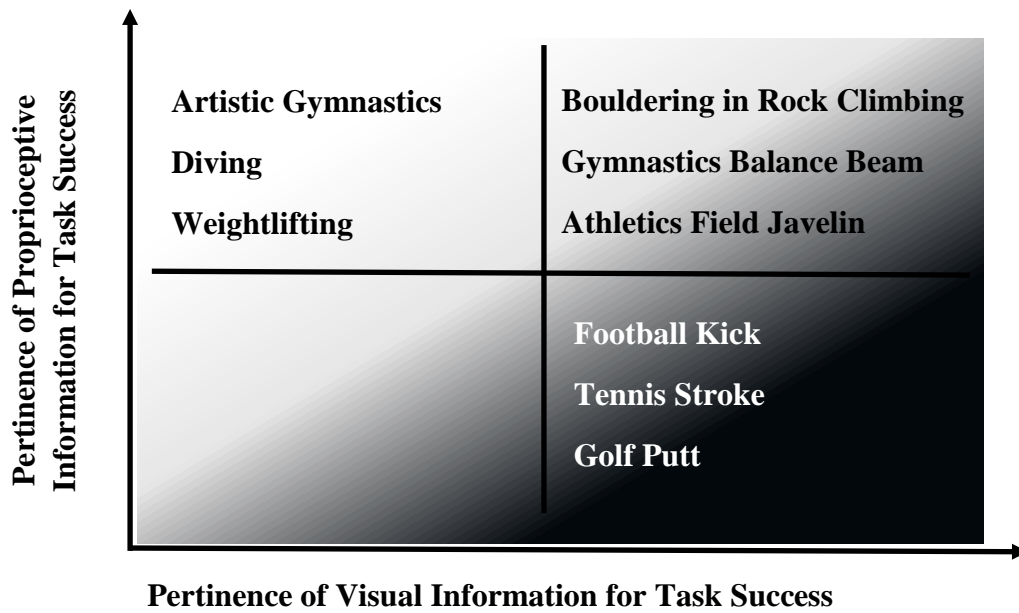 Pertinence of Proprioceptive
Information for Task Success
Artistic Gymnastics
Diving
Weightlifting
Bouldering in Rock Climbing
Gymnastics Balance Beam
Athletics Field Javelin
Football Kick
Tennis Stroke
Golf Putt
Pertinence of Visual Information for Task Success